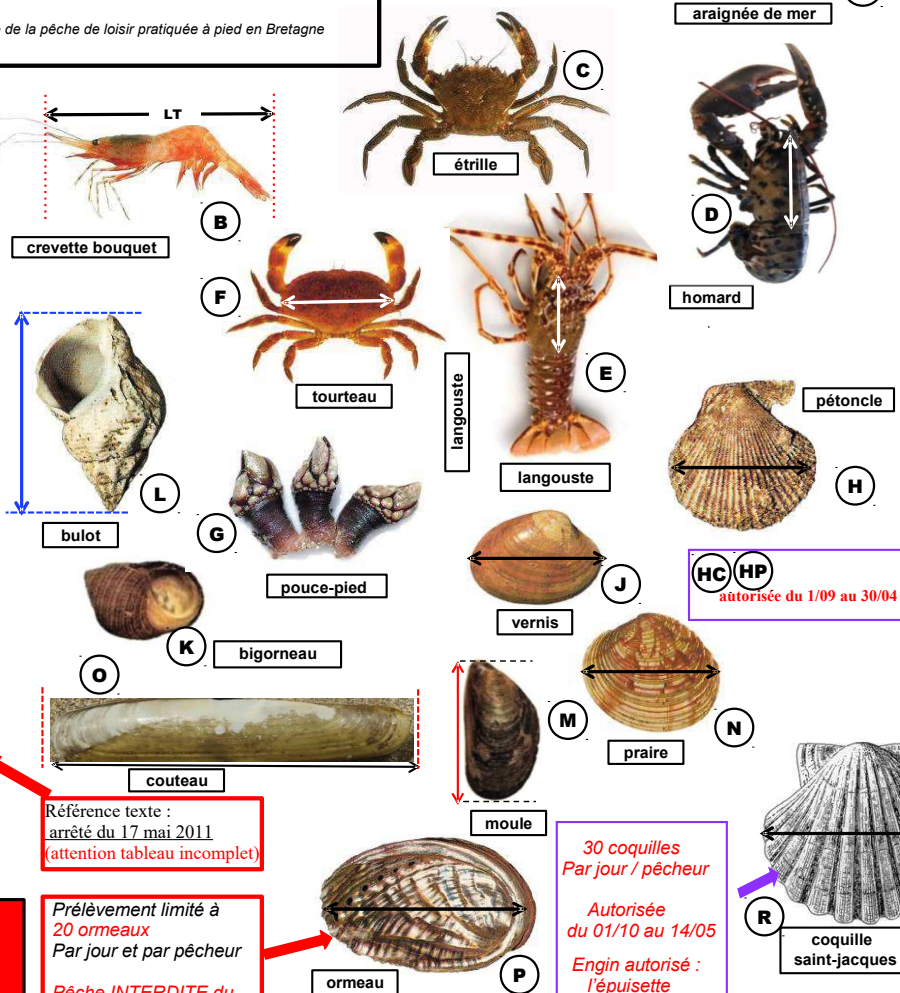 de la pêche de loisir pratiquée à pied en Bretagne
araignée de mer
C
LT
étrille
B
D
crevette bouquet
F
homard
E
langouste
tourteau
pétoncle
langouste
H
L
G
bulot
J
HC HP
autorisée du 1/09 au 30/04
pouce-pied
vernis
K
bigorneau
O
M
N
praire
couteau
moule
Référence texte :
arrêté du 17 mai 2011
(attention tableau incomplet)
30 coquilles
Par jour / pêcheur
Autorisée
du 01/10 au 14/05
Engin autorisé :
l'épuisette
R
coquille
saint-jacques
Prélèvement limité à
20 ormeaux
Par jour et par pêcheur
Pêche INTERDITE du
ormeau
P